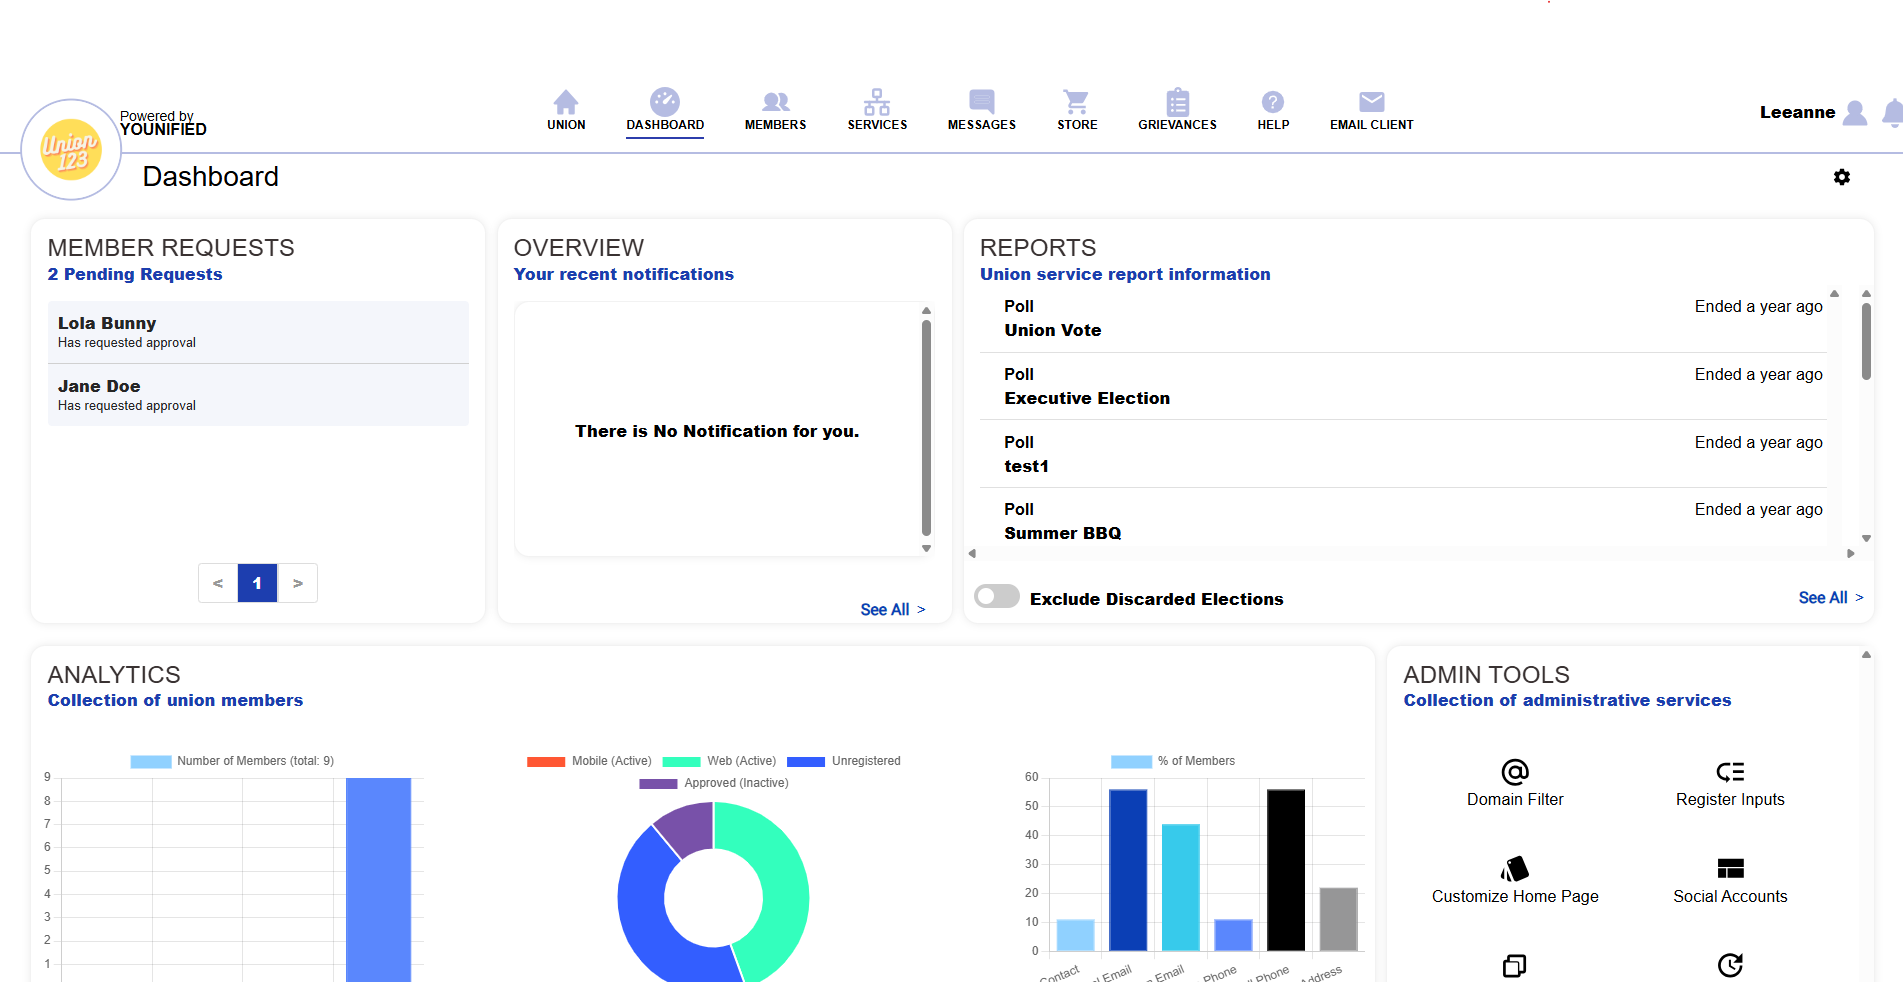 Union
123
Powered by
YOUNIFIED
UNION
DASHBOARD
MEMBERS
SERVICES
MESSAGES
STORE
GRIEVANCES
HELP
EMAIL CLIENT
Leeanne
Dashboard
MEMBER REQUESTS
2 Pending Requests
Lola Bunny
Has requested approval
Jane Doe
Has requested approval
< 1 >
OVERVIEW
Your recent notifications
There is No Notification for you.
See All >
REPORTS
Union service report information
Poll Ended a year ago
Union Vote
Poll Ended a year ago
Executive Election
Poll Ended a year ago
test1
Poll Ended a year ago
Summer BBQ
Exclude Discarded Elections
See All >
ANALYTICS
Collection of union members
Number of Members (total: 9)
9
8
7
6
5
4
3
2
1
Mobile (Active) Web (Active) Unregistered
Approved (Inactive)
% of Members
60
50
40
30
20
10
0
Contact
Email
Email
Phone
Phone
Address
ADMIN TOOLS
Collection of administrative services
Domain Filter
Register Inputs
Customize Home Page
Social Accounts